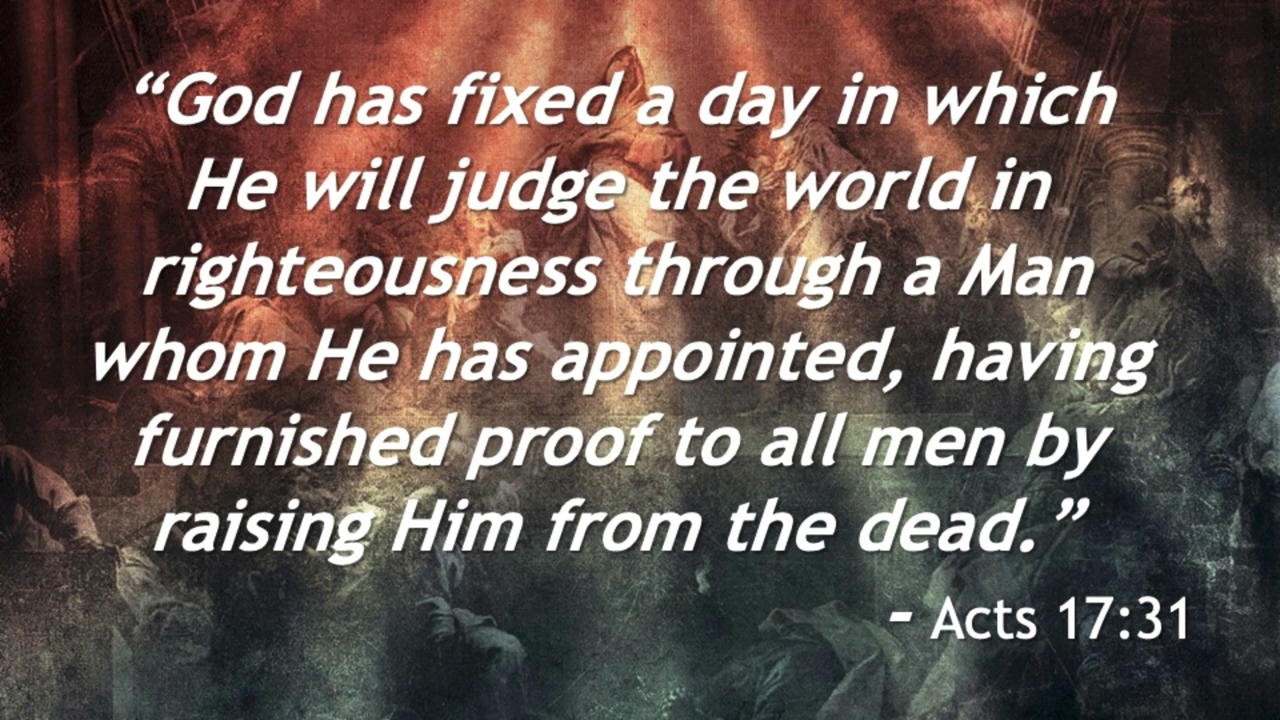 “God has fixed a day in which
He will judge the world in
righteousness through a Man
whom He has appointed, having
furnished proof to all men by
raising Him from the dead.”
- Acts 17:31